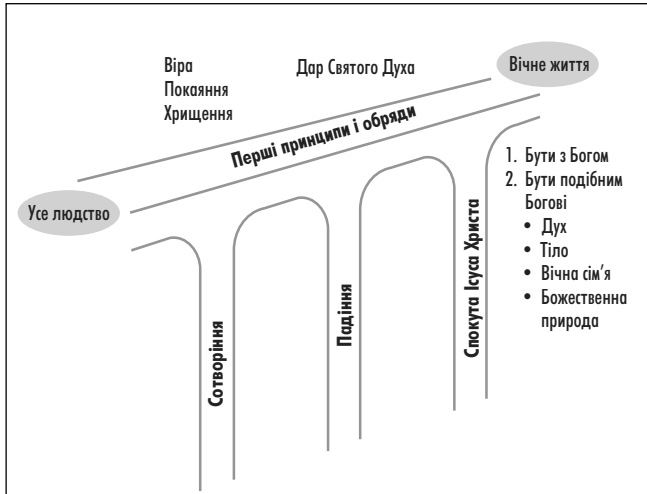 Віра
Покаяння
Хрищення
Дар Святого Духа
Вічне життя
Перші принципи і обряди
Усе людство
1. Бути з Богом
2. Бути подібним
Богові
• Дух
• Тіло
• Вічна сім’я
• Божественна
природа
Сотворіння
Падіння
Спокута Ісуса Христа